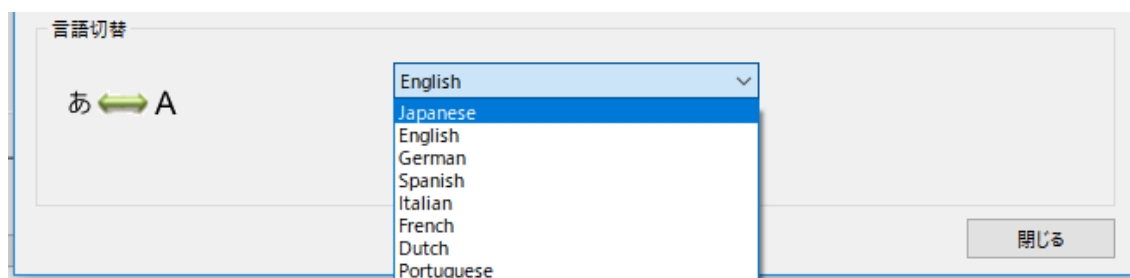 言語切替
あ A
English
Japanese
English
German
Spanish
Italian
French
Dutch
Portuguese
閉じる